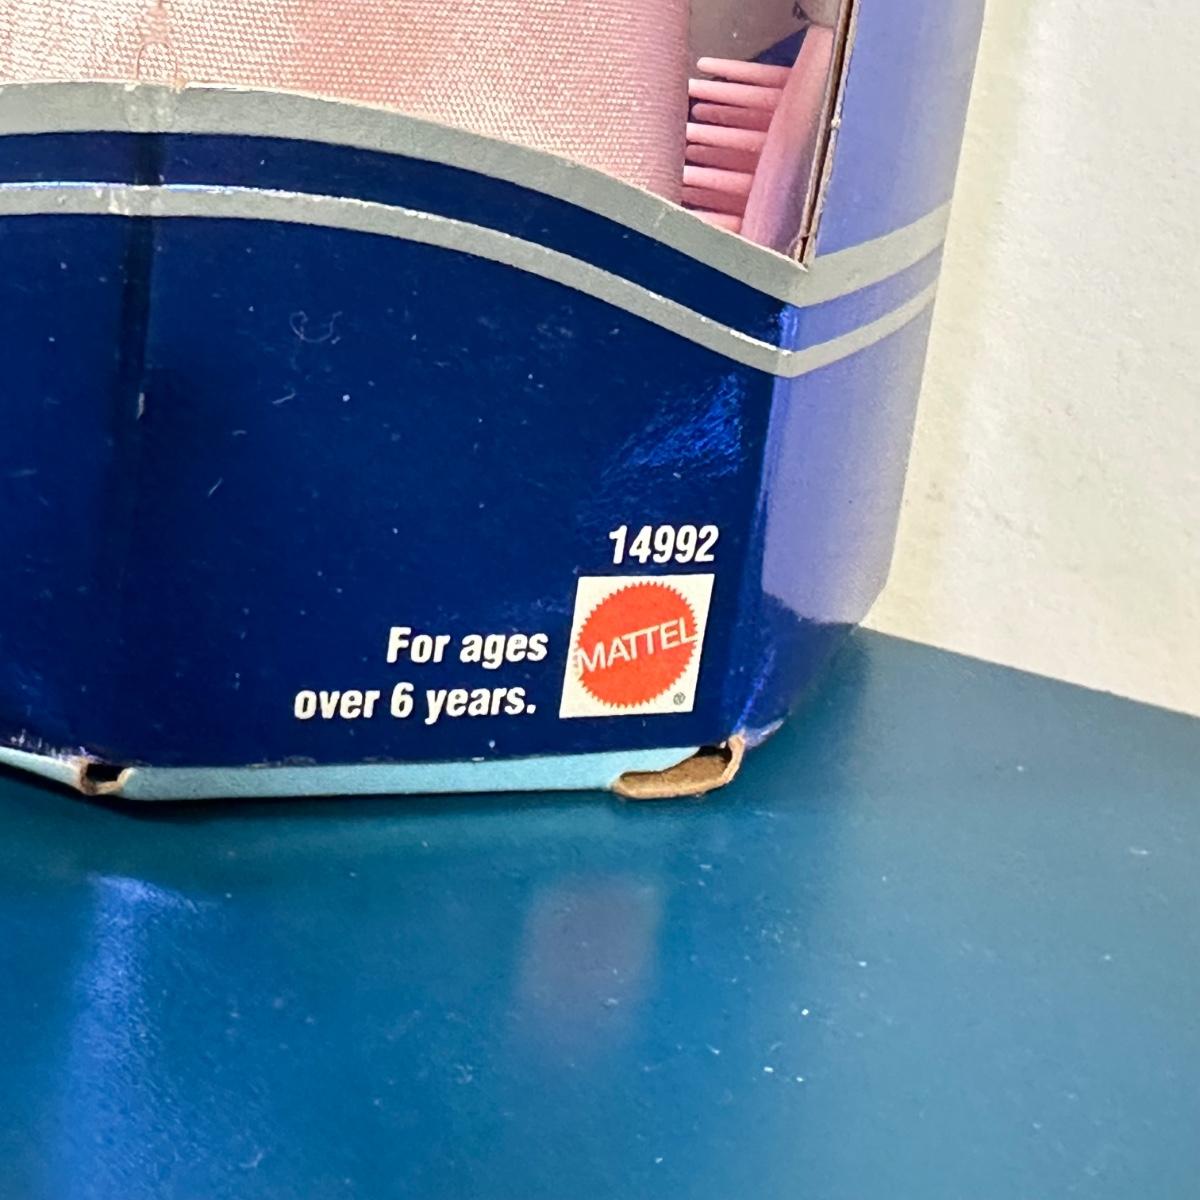 14992
For ages
over 6 years.
MATTEL
®